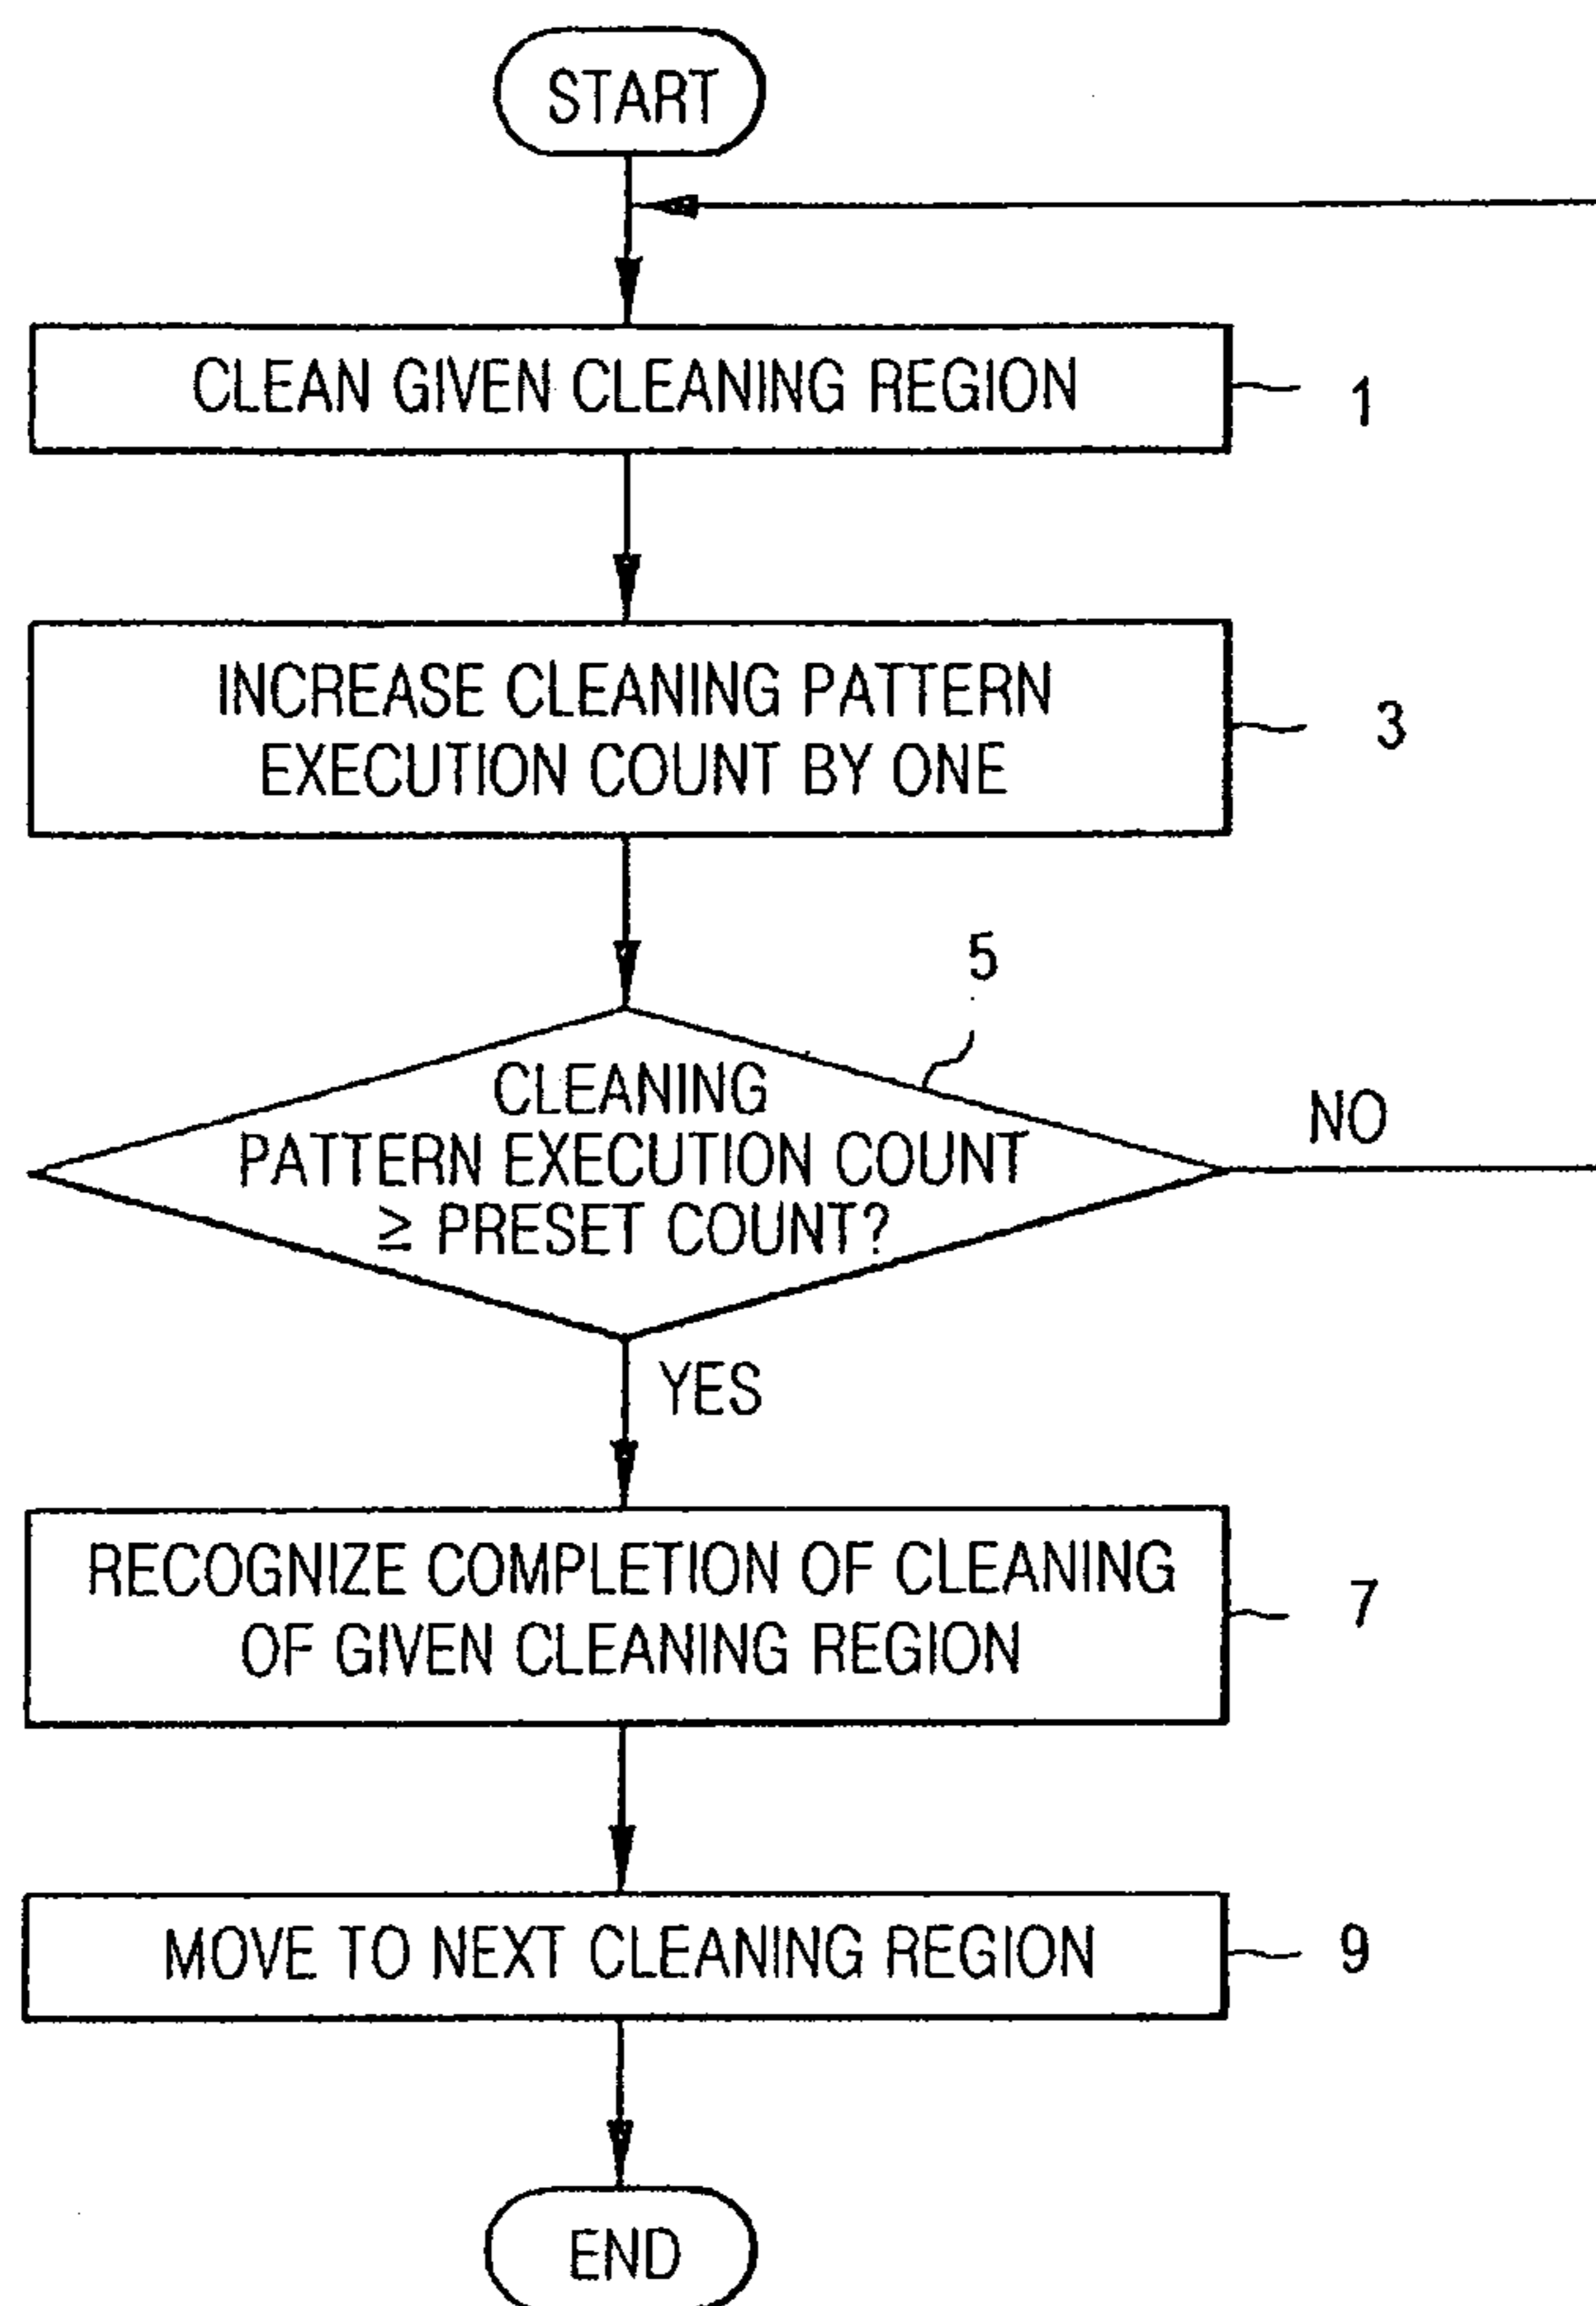 START
CLEAN GIVEN CLEANING REGION
1
INCREASE CLEANING PATTERN
EXECUTION COUNT BY ONE
3
5
CLEANING
PATTERN EXECUTION COUNT
≥ PRESET COUNT?
NO
YES
RECOGNIZE COMPLETION OF CLEANING
OF GIVEN CLEANING REGION
7
MOVE TO NEXT CLEANING REGION
9
END